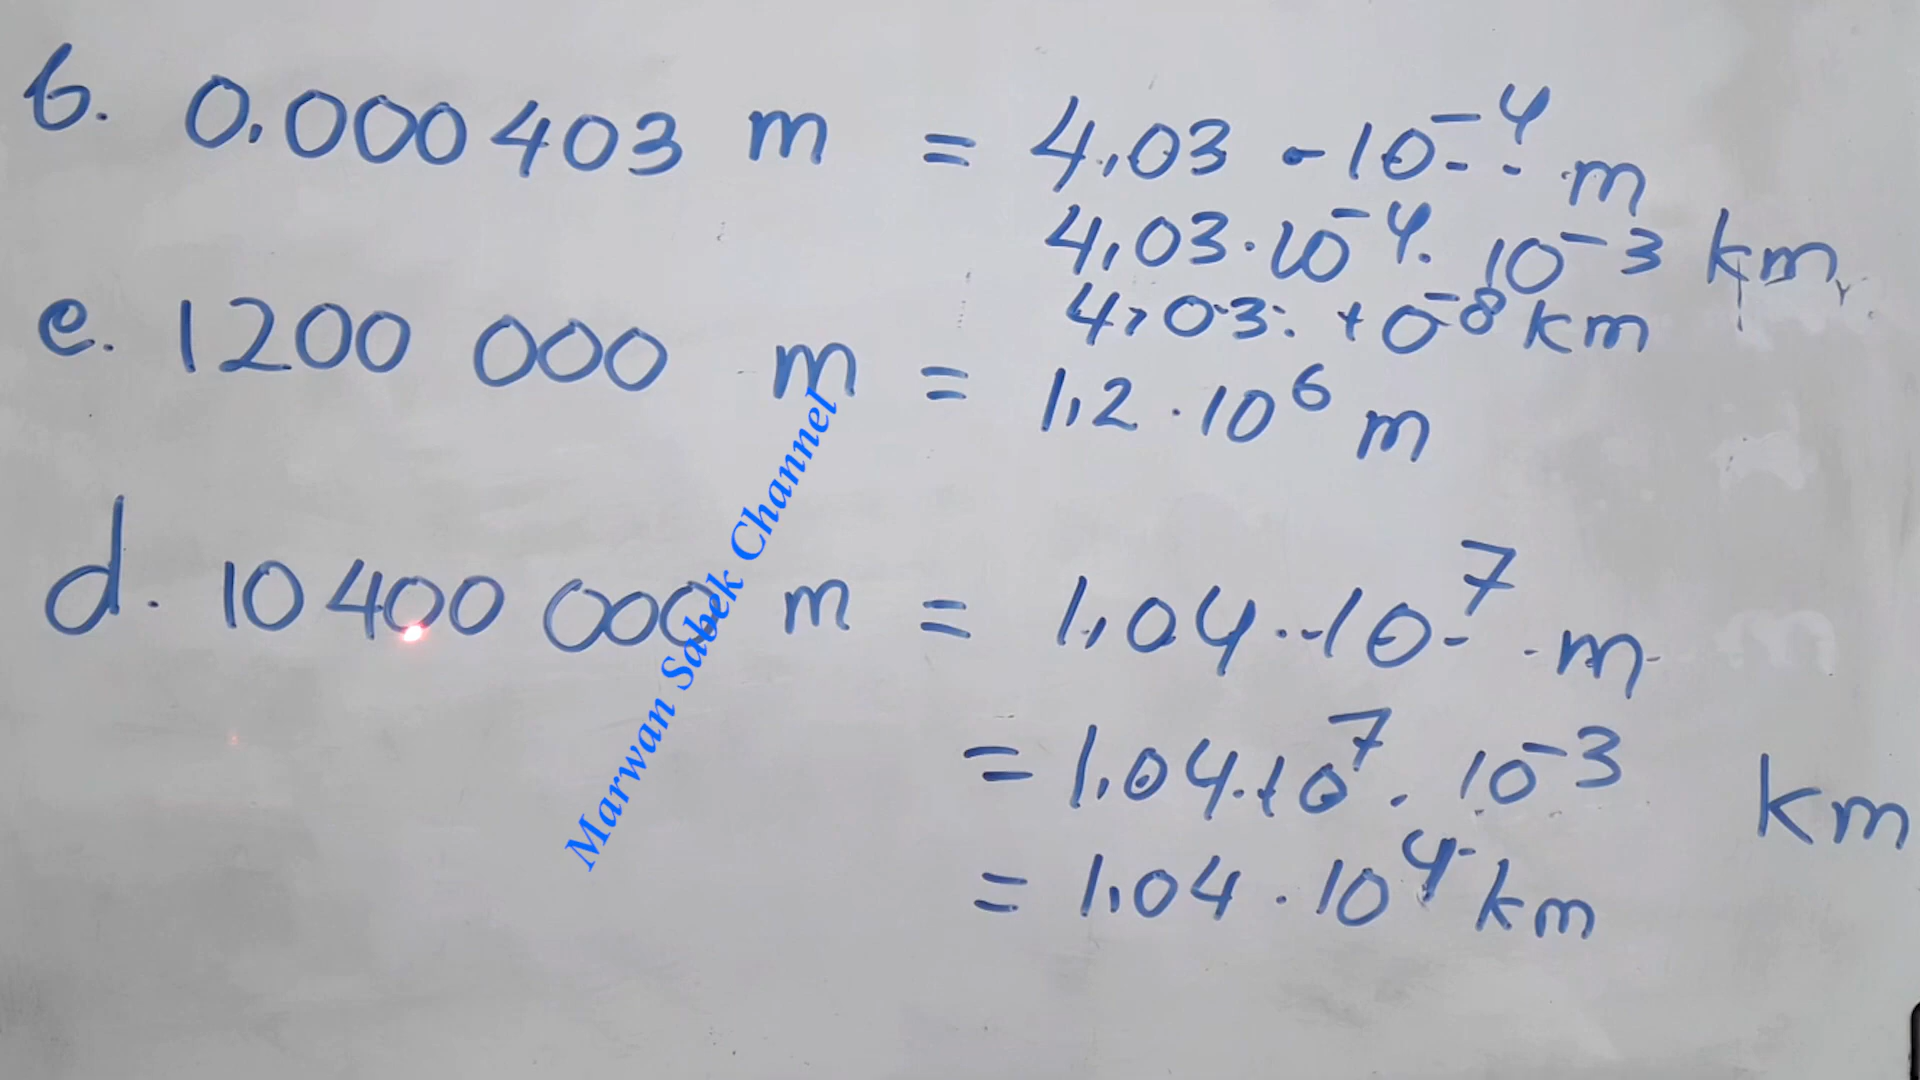 6. 0.000403 m = 4,03 · 10⁻⁴ m
4,03 · 10⁻⁴ · 10⁻³ km
4,03 · 10⁻⁸ km
e. 1200 000 m = 1,2 · 10⁶ m
d. 10 400 000 m = 1,04 · 10⁷ m
= 1,04 · 10⁷ · 10⁻³ km
= 1,04 · 10⁴ km
Marwan Sabek Channel